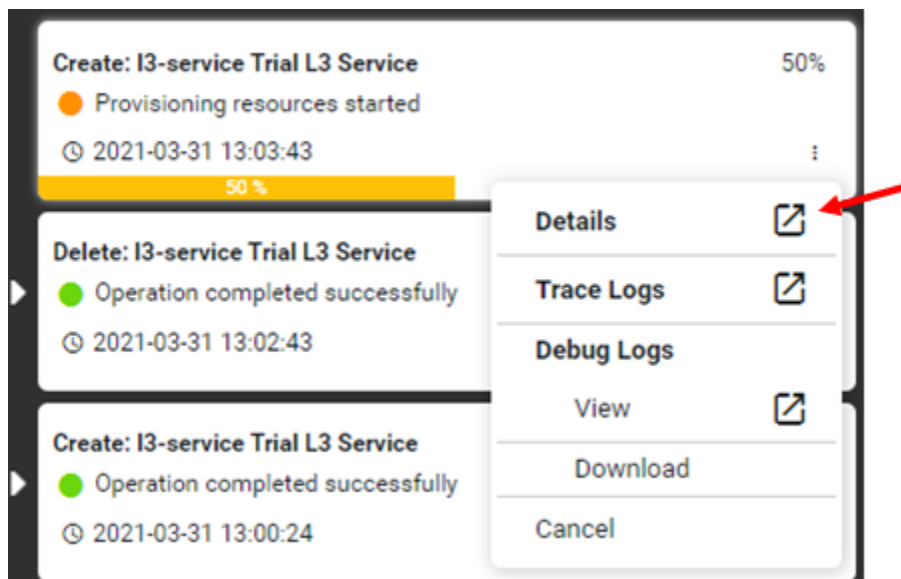 Create: l3-service Trial L3 Service
50%
Provisioning resources started
2021-03-31 13:03:43
50 %
Delete: l3-service Trial L3 Service
Operation completed successfully
2021-03-31 13:02:43
Create: l3-service Trial L3 Service
Operation completed successfully
2021-03-31 13:00:24
Details
Trace Logs
Debug Logs
View
Download
Cancel